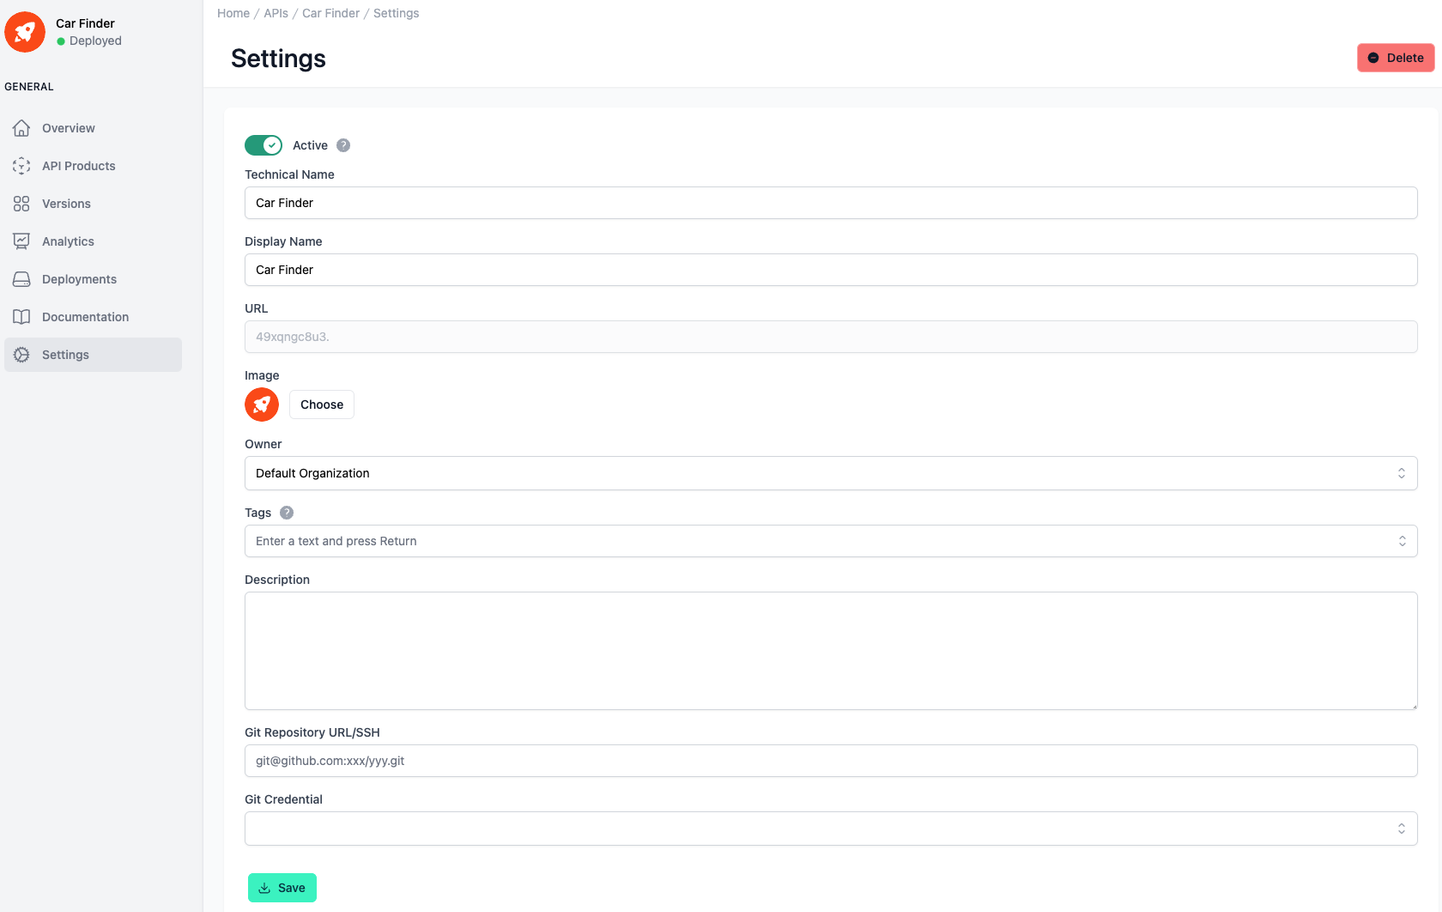 Car Finder
Deployed
GENERAL
Overview
API Products
Versions
Analytics
Deployments
Documentation
Settings
Home / APIs / Car Finder / Settings
Settings
Delete
Active ?
Technical Name
Car Finder
Display Name
Car Finder
URL
49xqngc8u3.
Image
Choose
Owner
Default Organization
Tags ?
Enter a text and press Return
Description
Git Repository URL/SSH
git@github.com:xxx/yyy.git
Git Credential
Save